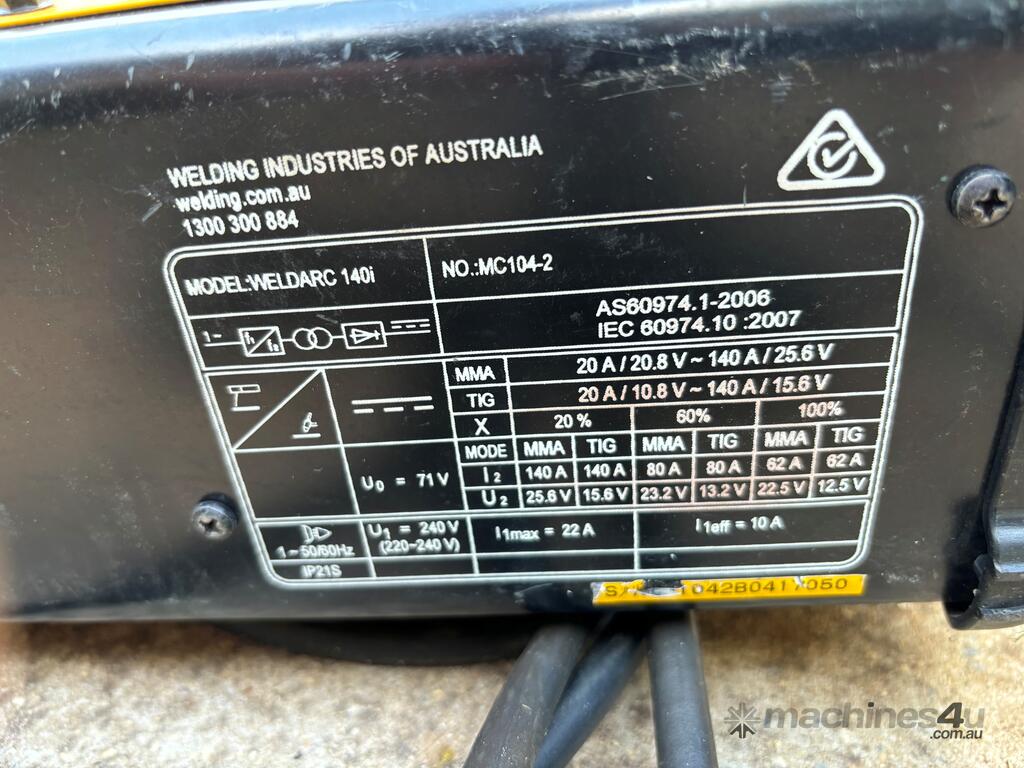 WELDING INDUSTRIES OF AUSTRALIA
welding.com.au
1300 300 884
MODEL:WELDARC 140i
NO.:MC104-2
1~ f1 f2
AS60974.1-2006
IEC 60974.10 :2007
MMA 20 A / 20.8 V ~ 140 A / 25.6 V
TIG 20 A / 10.8 V ~ 140 A / 15.6 V
X 20 % 60% 100%
MODE MMA TIG MMA TIG MMA TIG
I2 140 A 140 A 80 A 80 A 62 A 62 A
U0 = 71 V
U2 25.6 V 15.6 V 23.2 V 13.2 V 22.5 V 12.5 V
1~50/60Hz
U1 = 240 V
(220~240 V)
I1max = 22 A
I1eff = 10 A
IP21S
machines4u
.com.au